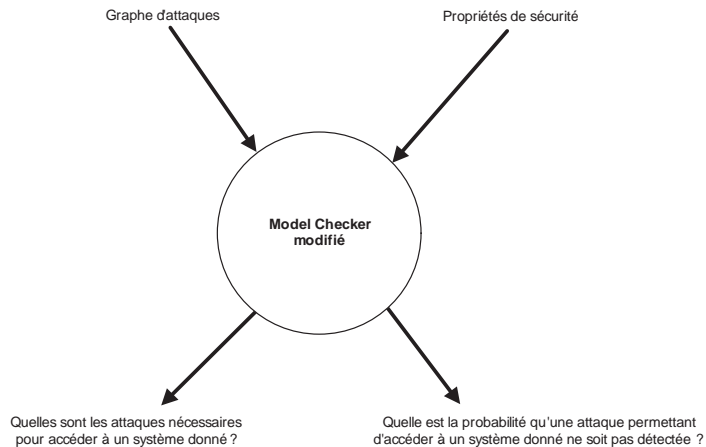 Graphe d'attaques
Propriétés de sécurité
Model Checker
modifié
Quelles sont les attaques nécessaires
pour accéder à un système donné ?
Quelle est la probabilité qu'une attaque permettant
d'accéder à un système donné ne soit pas détectée ?